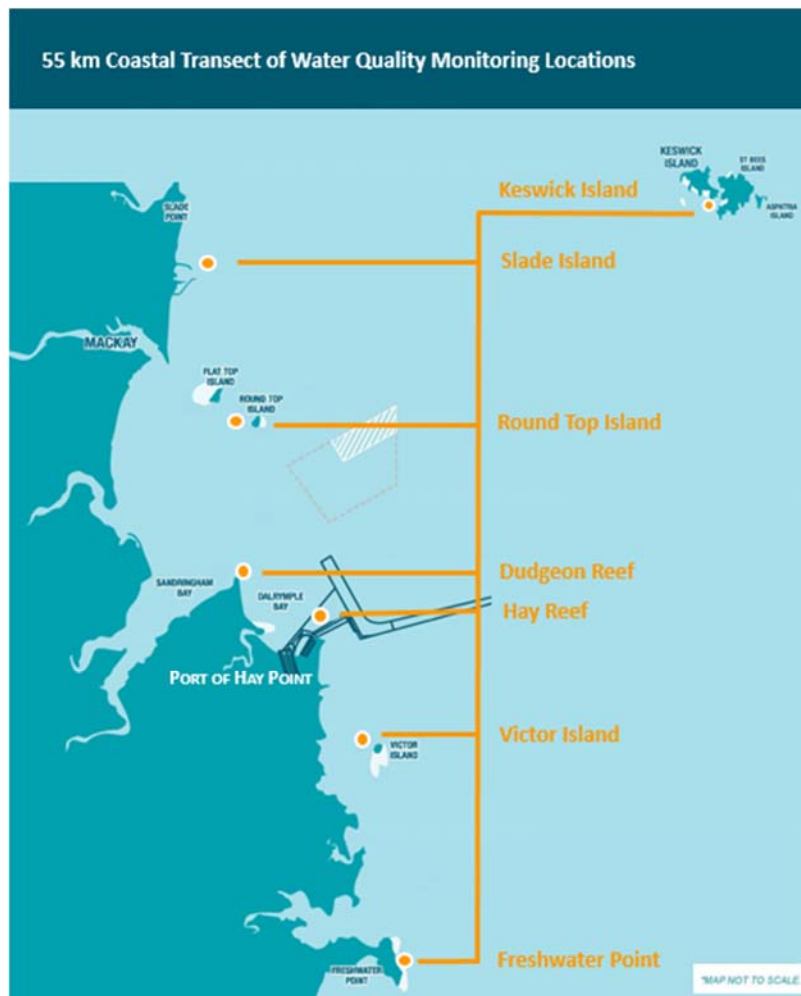 55 km Coastal Transect of Water Quality Monitoring Locations
KESWICK
ISLAND
ST BEES
ISLAND
Keswick Island
ASPATRIA
ISLAND
SLADE
POINT
Slade Island
MACKAY
FLAT TOP
ISLAND
ROUND TOP
ISLAND
Round Top Island
Dudgeon Reef
SANDRINGHAM
BAY
DALRYMPLE
BAY
Hay Reef
PORT OF HAY POINT
Victor Island
VICTOR
ISLAND
Freshwater Point
FRESHWATER
POINT
*MAP NOT TO SCALE